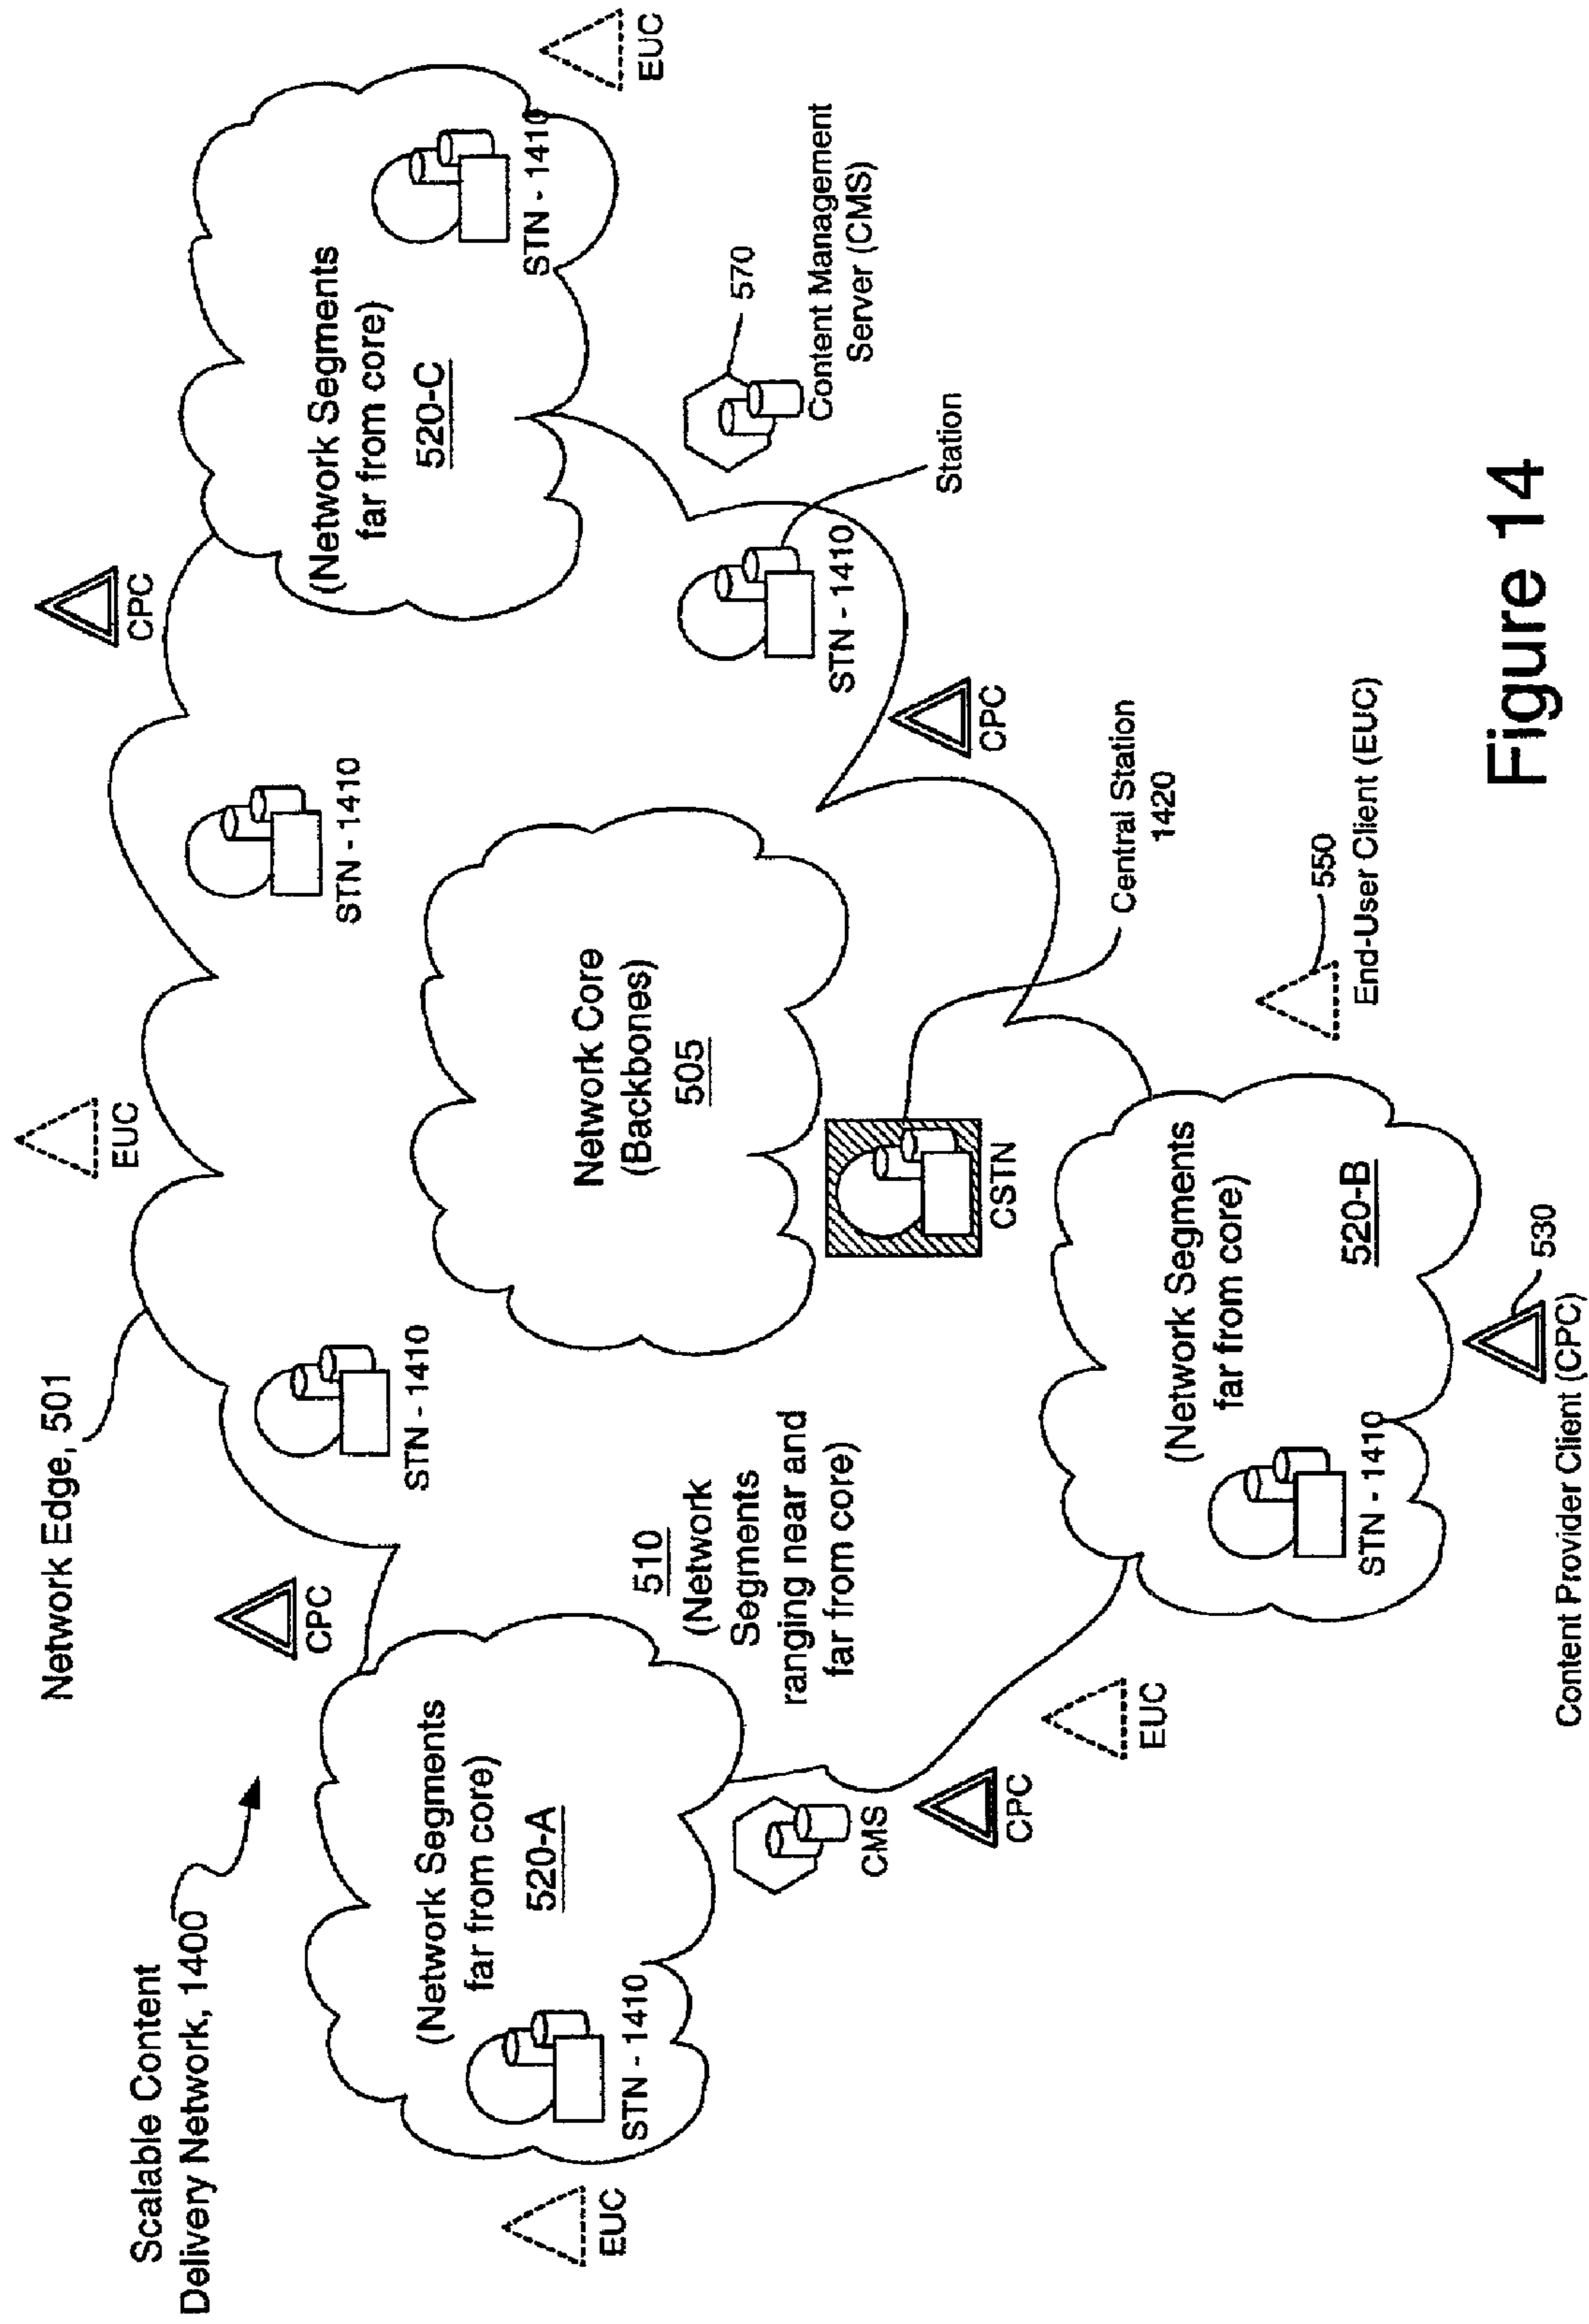 Scalable Content
Delivery Network, 1400
Network Edge, 501
EUC
CPC
CPC
EUC
(Network Segments
far from core)
520-A
STN - 1410
EUC
STN - 1410
STN - 1410
(Network Segments
far from core)
520-C
STN - 1410
510
(Network
Segments
ranging near and
far from core)
Network Core
(Backbones)
505
CMS
CPC
CSTN
STN - 1410
570
Content Management
Server (CMS)
Station
CPC
EUC
Central Station
1420
(Network Segments
far from core)
520-B
STN - 1410
550
End-User Client (EUC)
530
Content Provider Client (CPC)
Figure 14